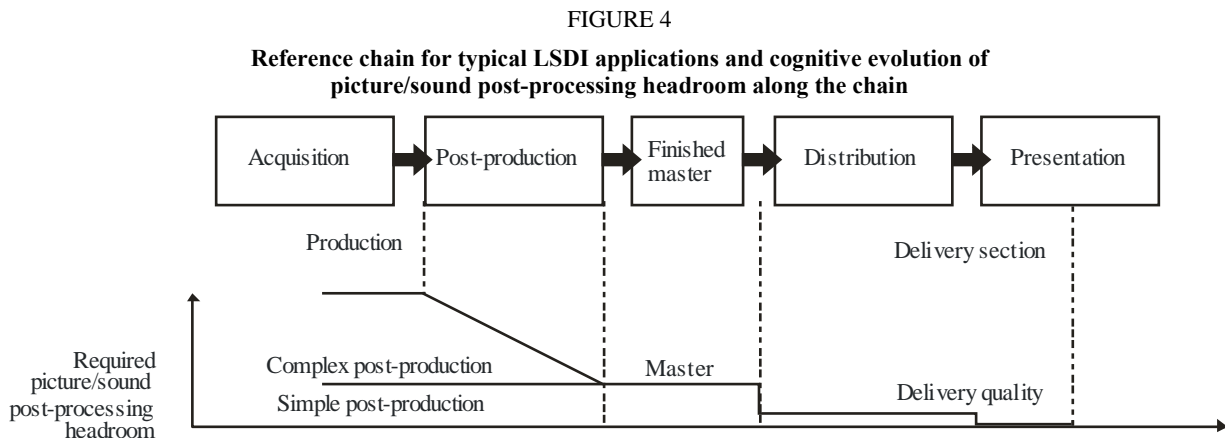 FIGURE 4
Reference chain for typical LSDI applications and cognitive evolution of
picture/sound post-processing headroom along the chain
Acquisition
Post-production
Finished
master
Distribution
Presentation
Production
Delivery section
Complex post-production
Master
Simple post-production
Delivery quality
Required
picture/sound
post-processing
headroom